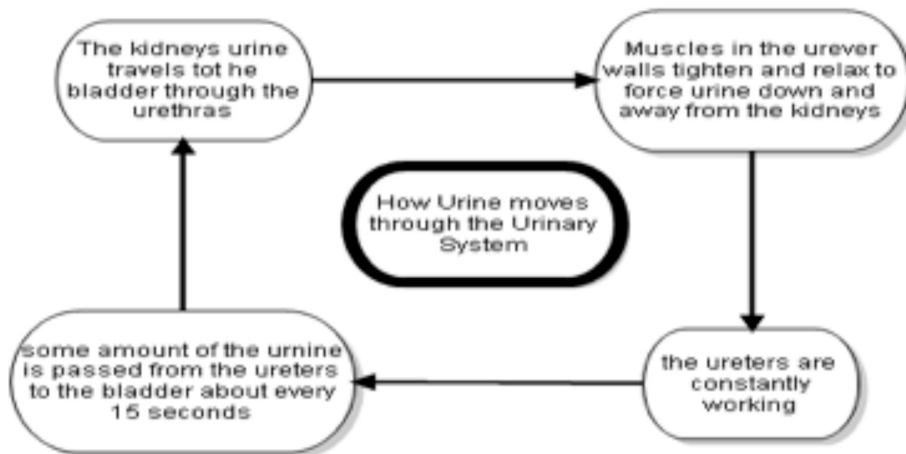 The kidneys urine
travels tot he
bladder through the
urethras
Muscles in the urever
walls tighten and relax to
force urine down and
away from the kidneys
How Urine moves
through the Urinary
System
some amount of the urnine
is passed from the ureters
to the bladder about every
15 seconds
the ureters are
constantly
working